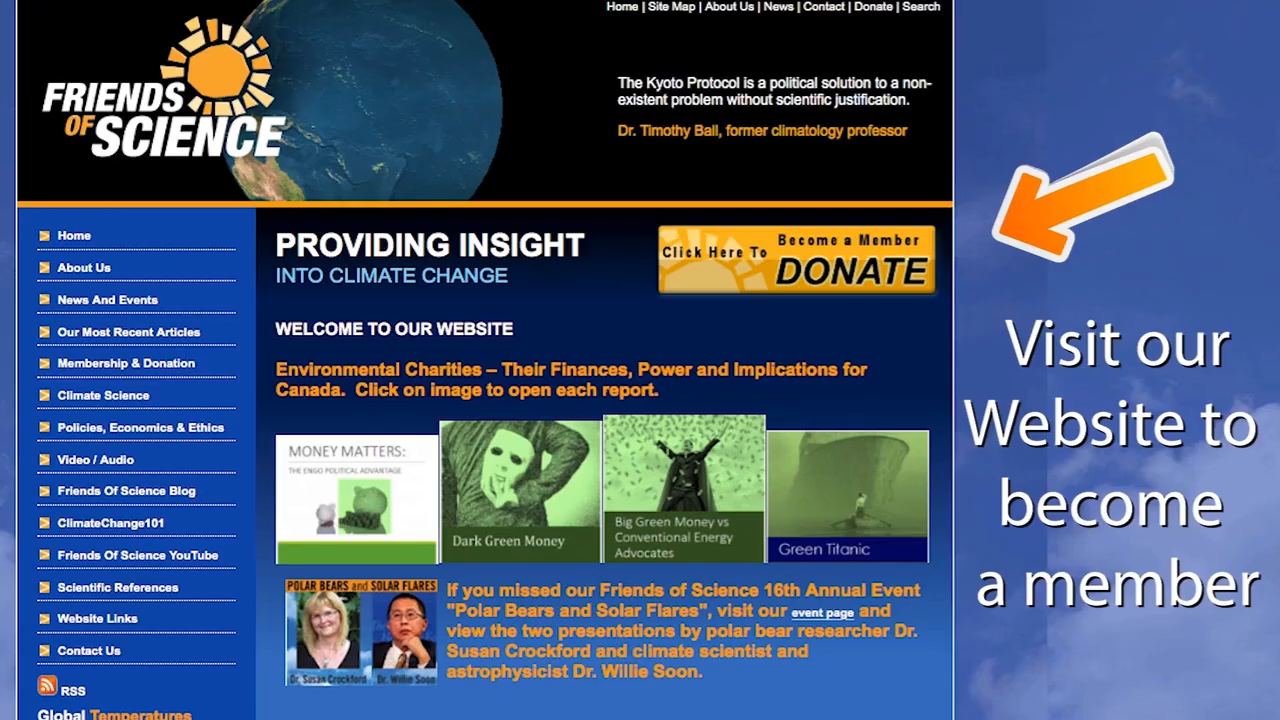 Home | Site Map | About Us | News | Contact | Donate | Search
FRIENDS
OF SCIENCE
The Kyoto Protocol is a political solution to a non-
existent problem without scientific justification.
Dr. Timothy Ball, former climatology professor
Home
About Us
News And Events
Our Most Recent Articles
Membership & Donation
Climate Science
Policies, Economics & Ethics
Video / Audio
Friends Of Science Blog
ClimateChange101
Friends Of Science YouTube
Scientific References
Website Links
Contact Us
RSS
Global Temperatures
PROVIDING INSIGHT
INTO CLIMATE CHANGE
Click Here To
Become a Member
DONATE
WELCOME TO OUR WEBSITE
Environmental Charities – Their Finances, Power and Implications for
Canada. Click on image to open each report.
MONEY MATTERS:
THE ENGO POLITICAL ADVANTAGE
Dark Green Money
Big Green Money vs
Conventional Energy
Advocates
Green Titanic
POLAR BEARS and SOLAR FLARES
Dr. Susan Crockford Dr. Willie Soon
If you missed our Friends of Science 16th Annual Event
"Polar Bears and Solar Flares", visit our event page and
view the two presentations by polar bear researcher Dr.
Susan Crockford and climate scientist and
astrophysicist Dr. Willie Soon.
Visit our
Website to
become
a member